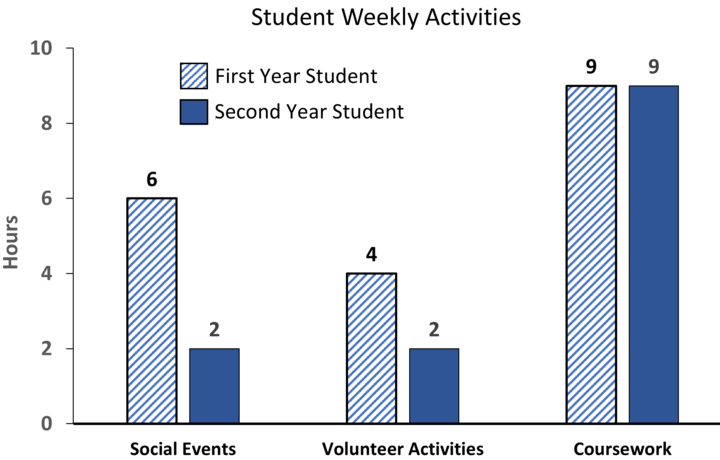 Student Weekly Activities
10
8
6
4
2
0
Hours
First Year Student
Second Year Student
6
2
4
2
9
9
Social Events
Volunteer Activities
Coursework